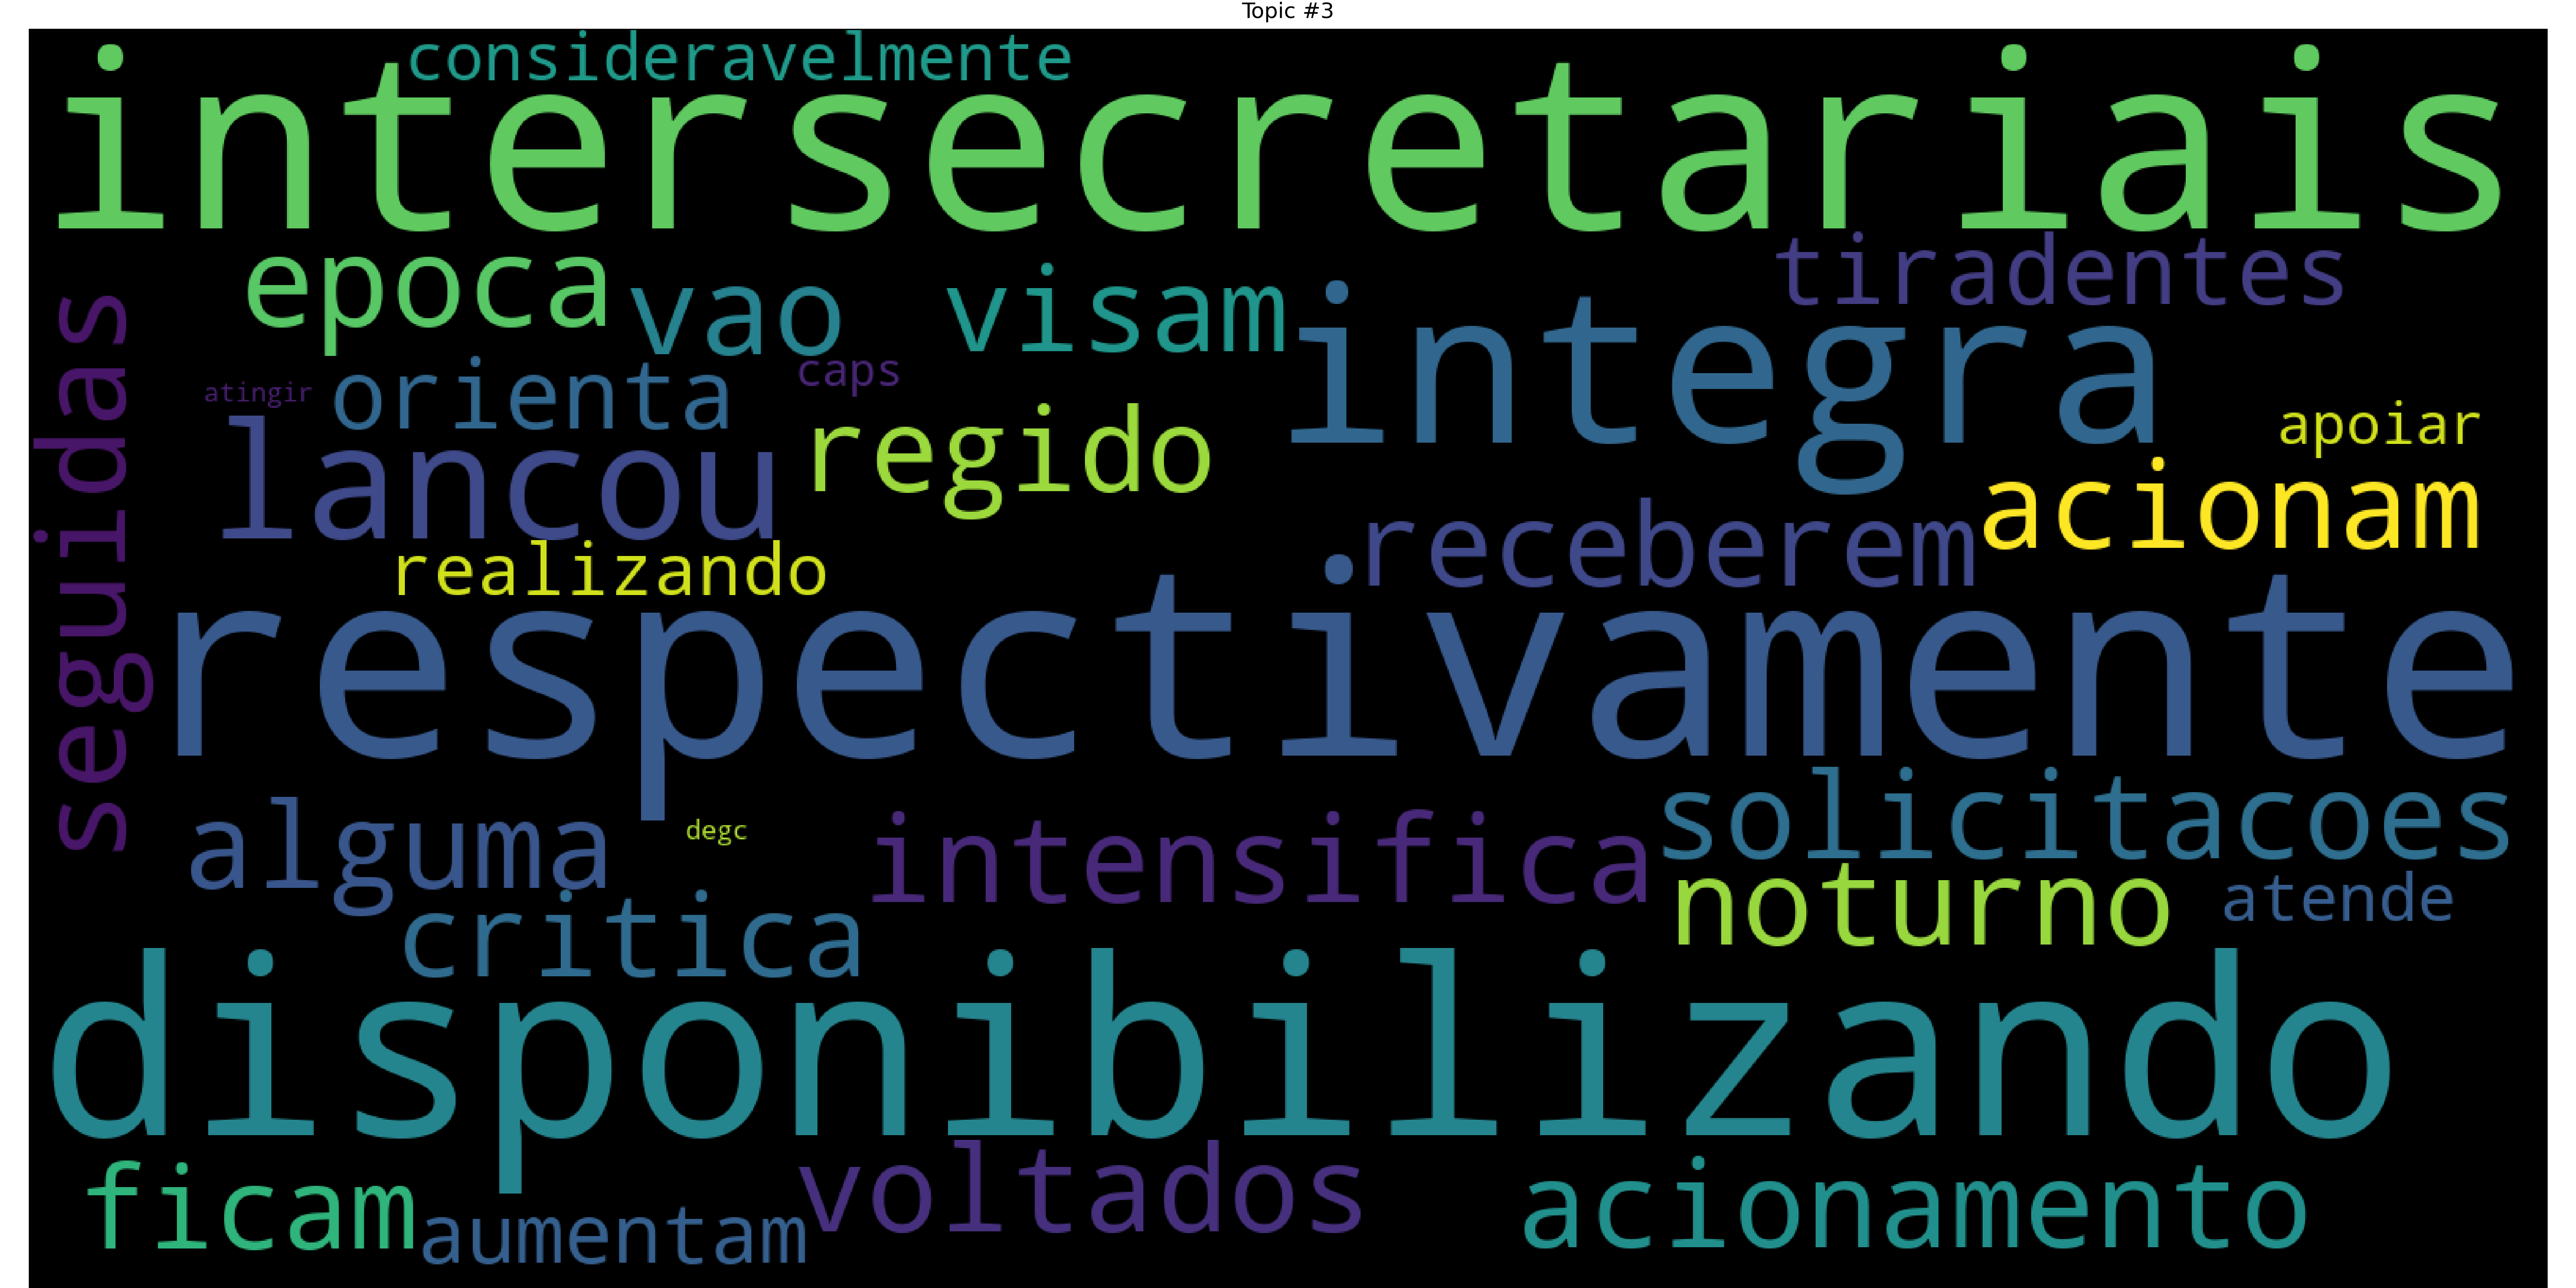 Topic #3
consideravelmente
intersecretariais
tiradentes
epoca
vao
visam
integra
seguidas
caps
atingir
orienta
apoiar
lancou
regido
acionam
receberem
realizando
respectivamente
solicitacoes
alguma
degc
intensifica
noturno
atende
critica
disponibilizando
voltados
ficam
acionamento
aumentam